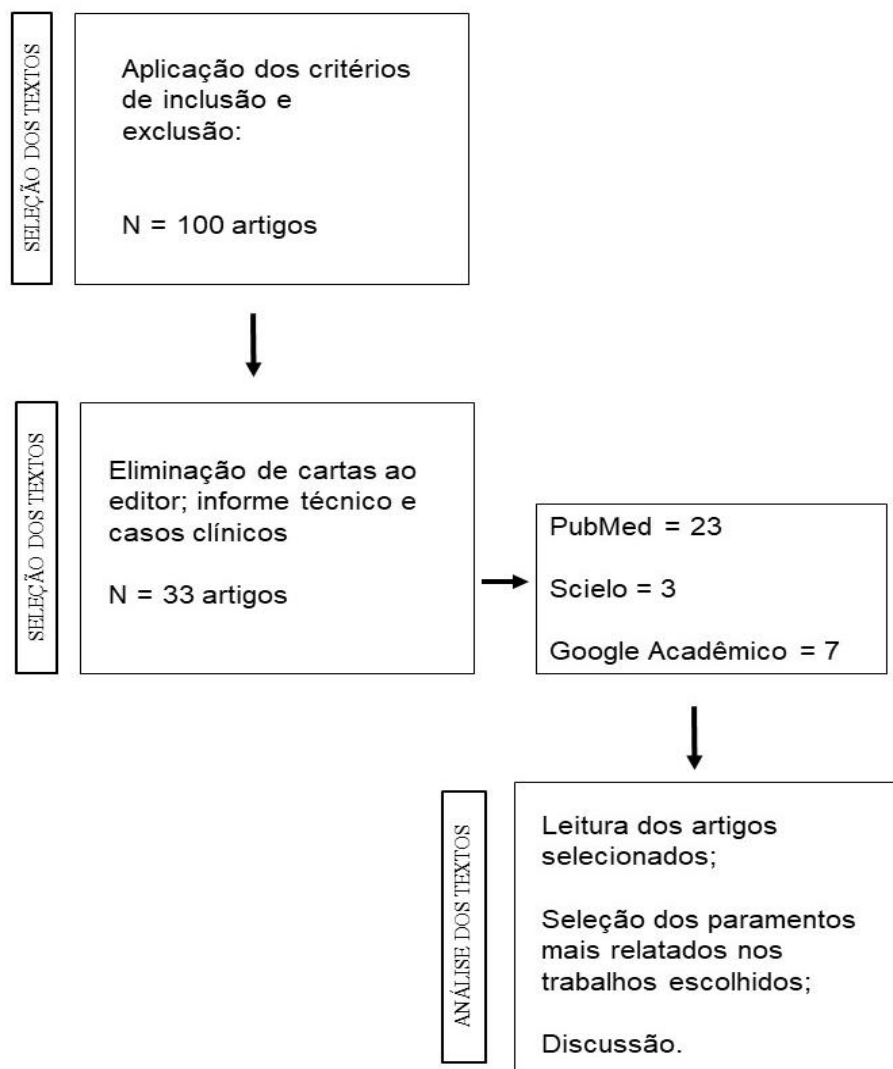 SELEÇÃO DOS TEXTOS
Aplicação dos critérios
de inclusão e
exclusão:
N = 100 artigos
SELEÇÃO DOS TEXTOS
Eliminação de cartas ao
editor; informe técnico e
casos clínicos
N = 33 artigos
PubMed = 23
Scielo = 3
Google Acadêmico = 7
ANÁLISE DOS TEXTOS
Leitura dos artigos
selecionados;
Seleção dos paramentos
mais relatados nos
trabalhos escolhidos;
Discussão.